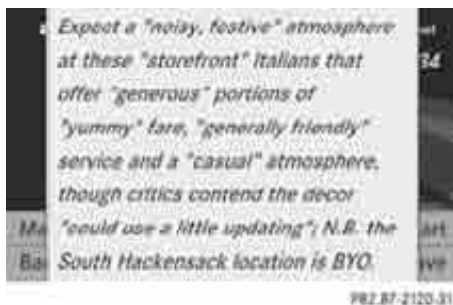 Expect a "noisy, festive" atmosphere
at these "storefront" Italians that
34
offer "generous" portions of
"yummy" fare, "generally friendly"
service and a "casual" atmosphere,
though critics contend the decor
"could use a little updating"; N.B. the
South Hackensack location is BYO.
P82.87-2120-31